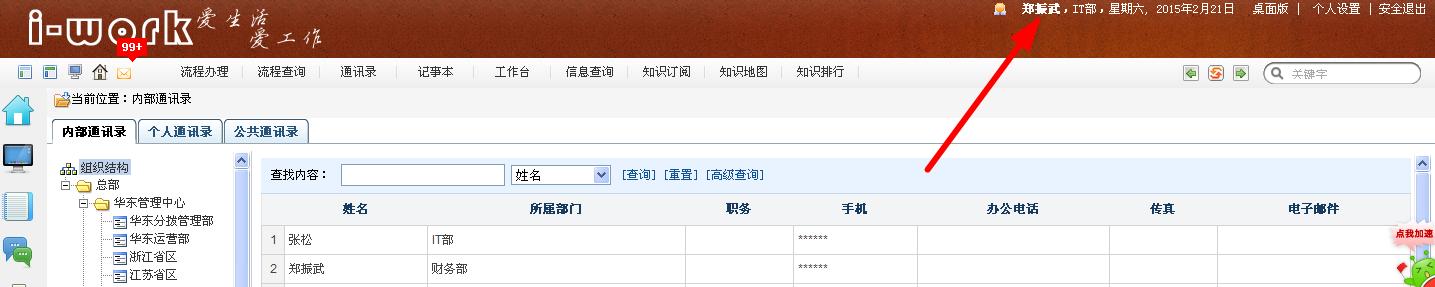 i-work 爱生活
爱工作
郑振武，IT部，星期六, 2015年2月21日 桌面版 | 个人设置 | 安全退出
99+
流程办理 流程查询 通讯录 记事本 工作台 信息查询 知识订阅 知识地图 知识排行 关键字
当前位置：内部通讯录
内部通讯录 个人通讯录 公共通讯录
组织结构
总部
华东管理中心
华东分拨管理部
华东运营部
浙江省区
江苏省区
查找内容： 姓名 [查询] [重置] [高级查询]
姓名 所属部门 职务 手机 办公电话 传真 电子邮件
1 张松 IT部 ******
2 郑振武 财务部 ******
点我加速